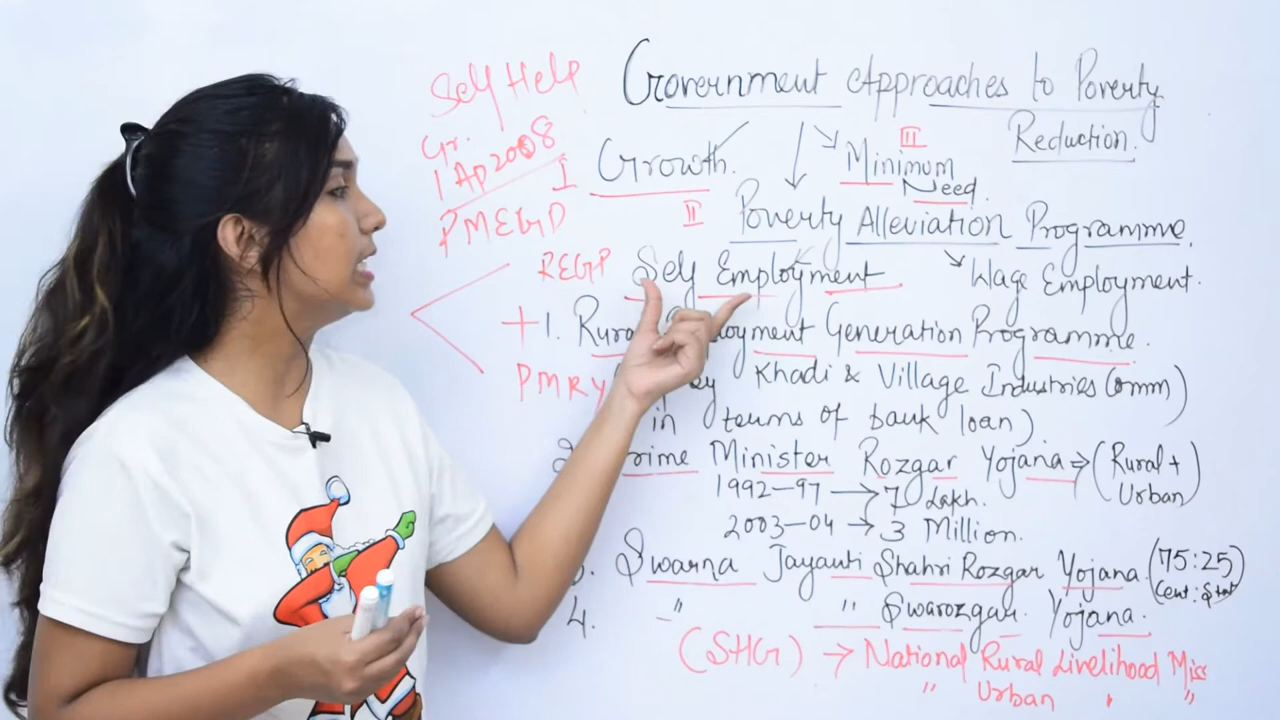 Government Approaches to Poverty
Reduction.
Self Help
Gr.
1 Ap 2008
PMEGP
I Growth.
III
Minimum
Need.
II Poverty Alleviation Programme.
REGP Self Employment
Wage Employment.
+ 1. Rural Generation Programme.
Khadi & Village Industries Comm)
in terms of bank loan)
PMRY
Minister Rozgar Yojana ⇒ (Rural +
Urban)
1992-97 → 7 Lakh.
2003-04 → 3 Million.
3. Swarna Jayanti Shahri Rozgar Yojana. (75:25)
Cent: Stat
4. " " Swarozgar. Yojana.
(SHG) → National Rural Livelihood Miss
" Urban " "